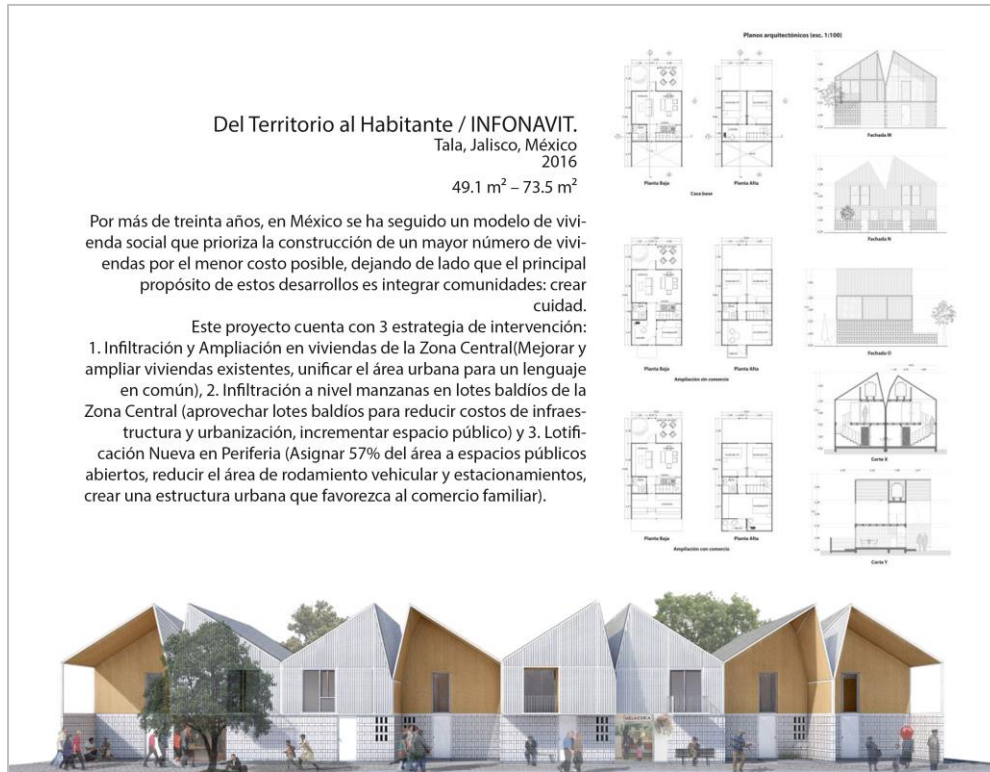 Planos arquitectónicos (esc. 1:100)
Del Territorio al Habitante / INFONAVIT.
Tala, Jalisco, México
2016
49.1 m² – 73.5 m²
Por más de treinta años, en México se ha seguido un modelo de vivi-
enda social que prioriza la construcción de un mayor número de vivi-
endas por el menor costo posible, dejando de lado que el principal
propósito de estos desarrollos es integrar comunidades: crear
cuidad.
Este proyecto cuenta con 3 estrategia de intervención:
1. Infiltración y Ampliación en viviendas de la Zona Central(Mejorar y
ampliar viviendas existentes, unificar el área urbana para un lenguaje
en común), 2. Infiltración a nivel manzanas en lotes baldíos de la
Zona Central (aprovechar lotes baldíos para reducir costos de infraes-
tructura y urbanización, incrementar espacio público) y 3. Lotifi-
cación Nueva en Periferia (Asignar 57% del área a espacios públicos
abiertos, reducir el área de rodamiento vehicular y estacionamientos,
crear una estructura urbana que favorezca al comercio familiar).
Planta Baja
Planta Alta
Casa base
Planta Baja
Planta Alta
Ampliación sin comercio
Planta Baja
Planta Alta
Ampliación con comercio
Fachada M
Fachada N
Fachada O
Corte X
Corte Y